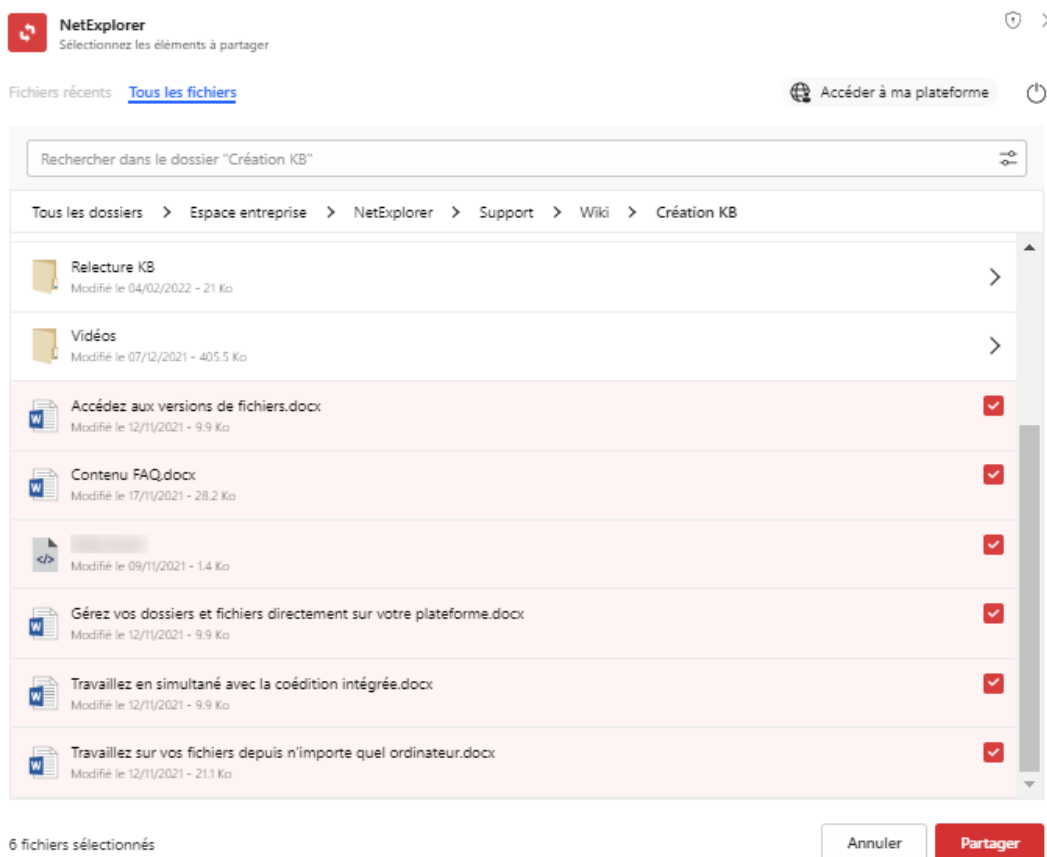 NetExplorer
Sélectionnez les éléments à partager
Fichiers récents Tous les fichiers
Accéder à ma plateforme
Rechercher dans le dossier "Création KB"
Tous les dossiers > Espace entreprise > NetExplorer > Support > Wiki > Création KB
Relecture KB
Modifié le 04/02/2022 - 21 Ko
Vidéos
Modifié le 07/12/2021 - 405.5 Ko
Accédez aux versions de fichiers.docx
Modifié le 12/11/2021 - 9.9 Ko
Contenu FAQ.docx
Modifié le 17/11/2021 - 28.2 Ko
</>
Modifié le 09/11/2021 - 1.4 Ko
Gérez vos dossiers et fichiers directement sur votre plateforme.docx
Modifié le 12/11/2021 - 9.9 Ko
Travaillez en simultané avec la coédition intégrée.docx
Modifié le 12/11/2021 - 9.9 Ko
Travaillez sur vos fichiers depuis n'importe quel ordinateur.docx
Modifié le 12/11/2021 - 21.1 Ko
6 fichiers sélectionnés
Annuler
Partager